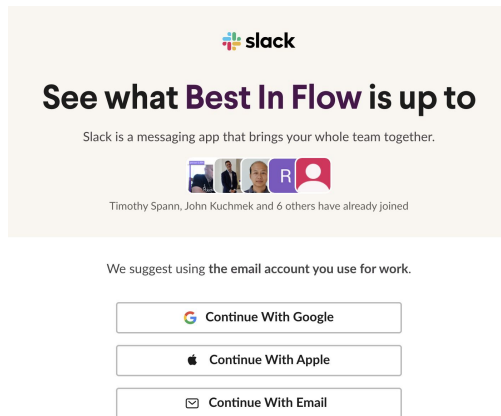 slack
See what Best In Flow is up to
Slack is a messaging app that brings your whole team together.
R
Timothy Spann, John Kuchmek and 6 others have already joined
We suggest using the email account you use for work.
Continue With Google
Continue With Apple
Continue With Email